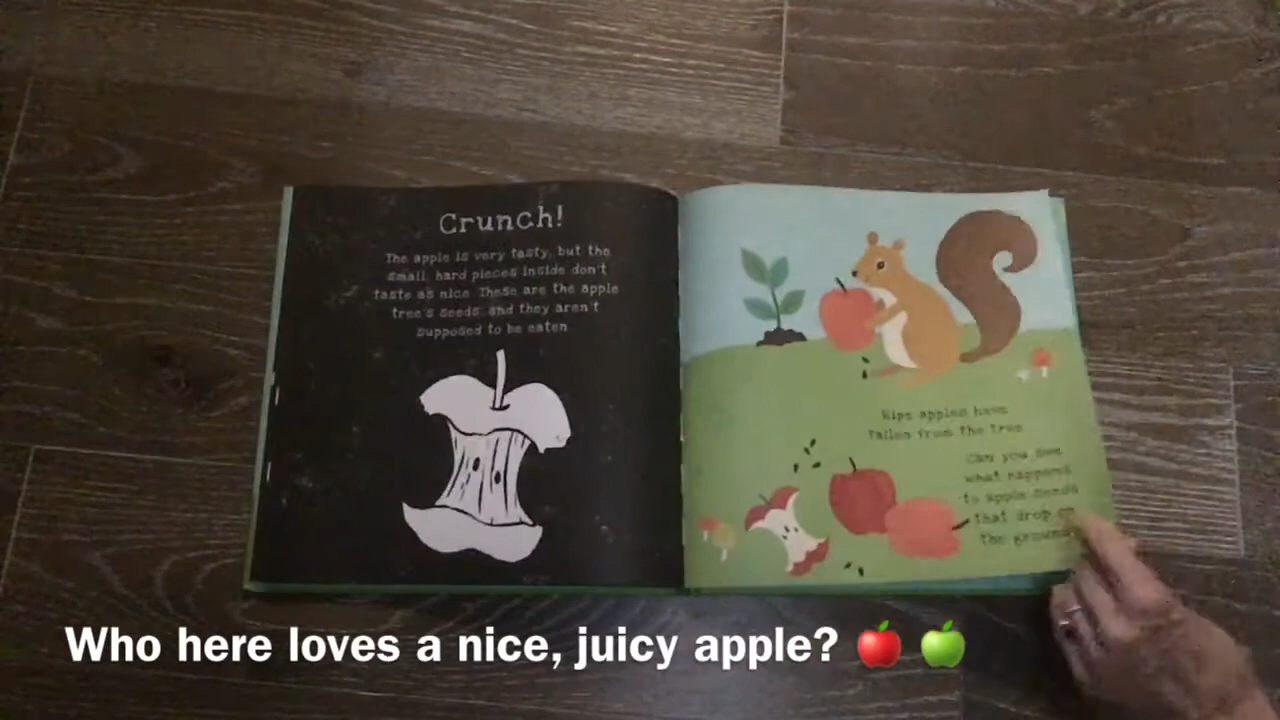 Crunch!
The apple is very tasty, but the
small, hard pieces inside don't
taste as nice. These are the apple
tree's seeds, and they aren't
supposed to be eaten.
Ripe apples have
fallen from the tree.
Can you see
what happens
to apple seeds
that drop on
the ground?
Who here loves a nice, juicy apple? 🍎 🍏